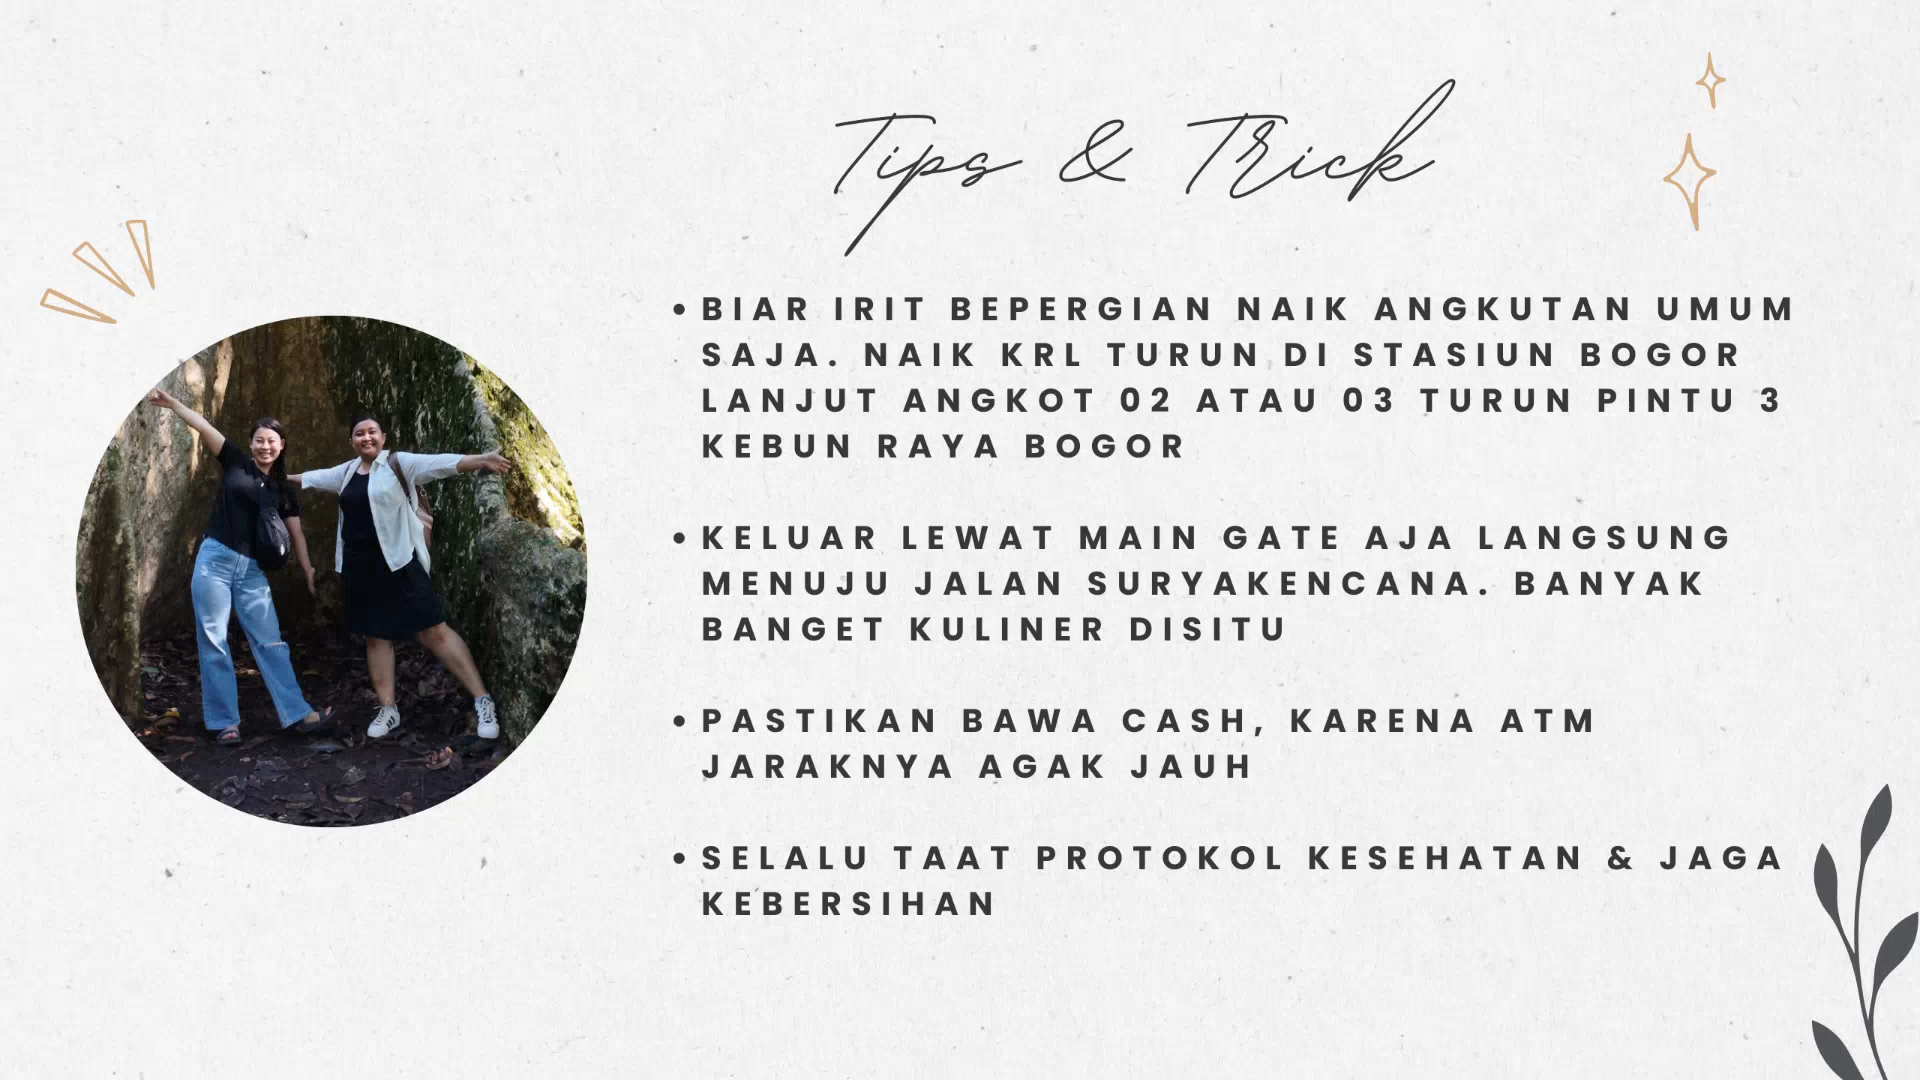 Tips & Trick
• BIAR IRIT BEPERGIAN NAIK ANGKUTAN UMUM
SAJA. NAIK KRL TURUN DI STASIUN BOGOR
LANJUT ANGKOT 02 ATAU 03 TURUN PINTU 3
KEBUN RAYA BOGOR
• KELUAR LEWAT MAIN GATE AJA LANGSUNG
MENUJU JALAN SURYAKENCANA. BANYAK
BANGET KULINER DISITU
• PASTIKAN BAWA CASH, KARENA ATM
JARAKNYA AGAK JAUH
• SELALU TAAT PROTOKOL KESEHATAN & JAGA
KEBERSIHAN